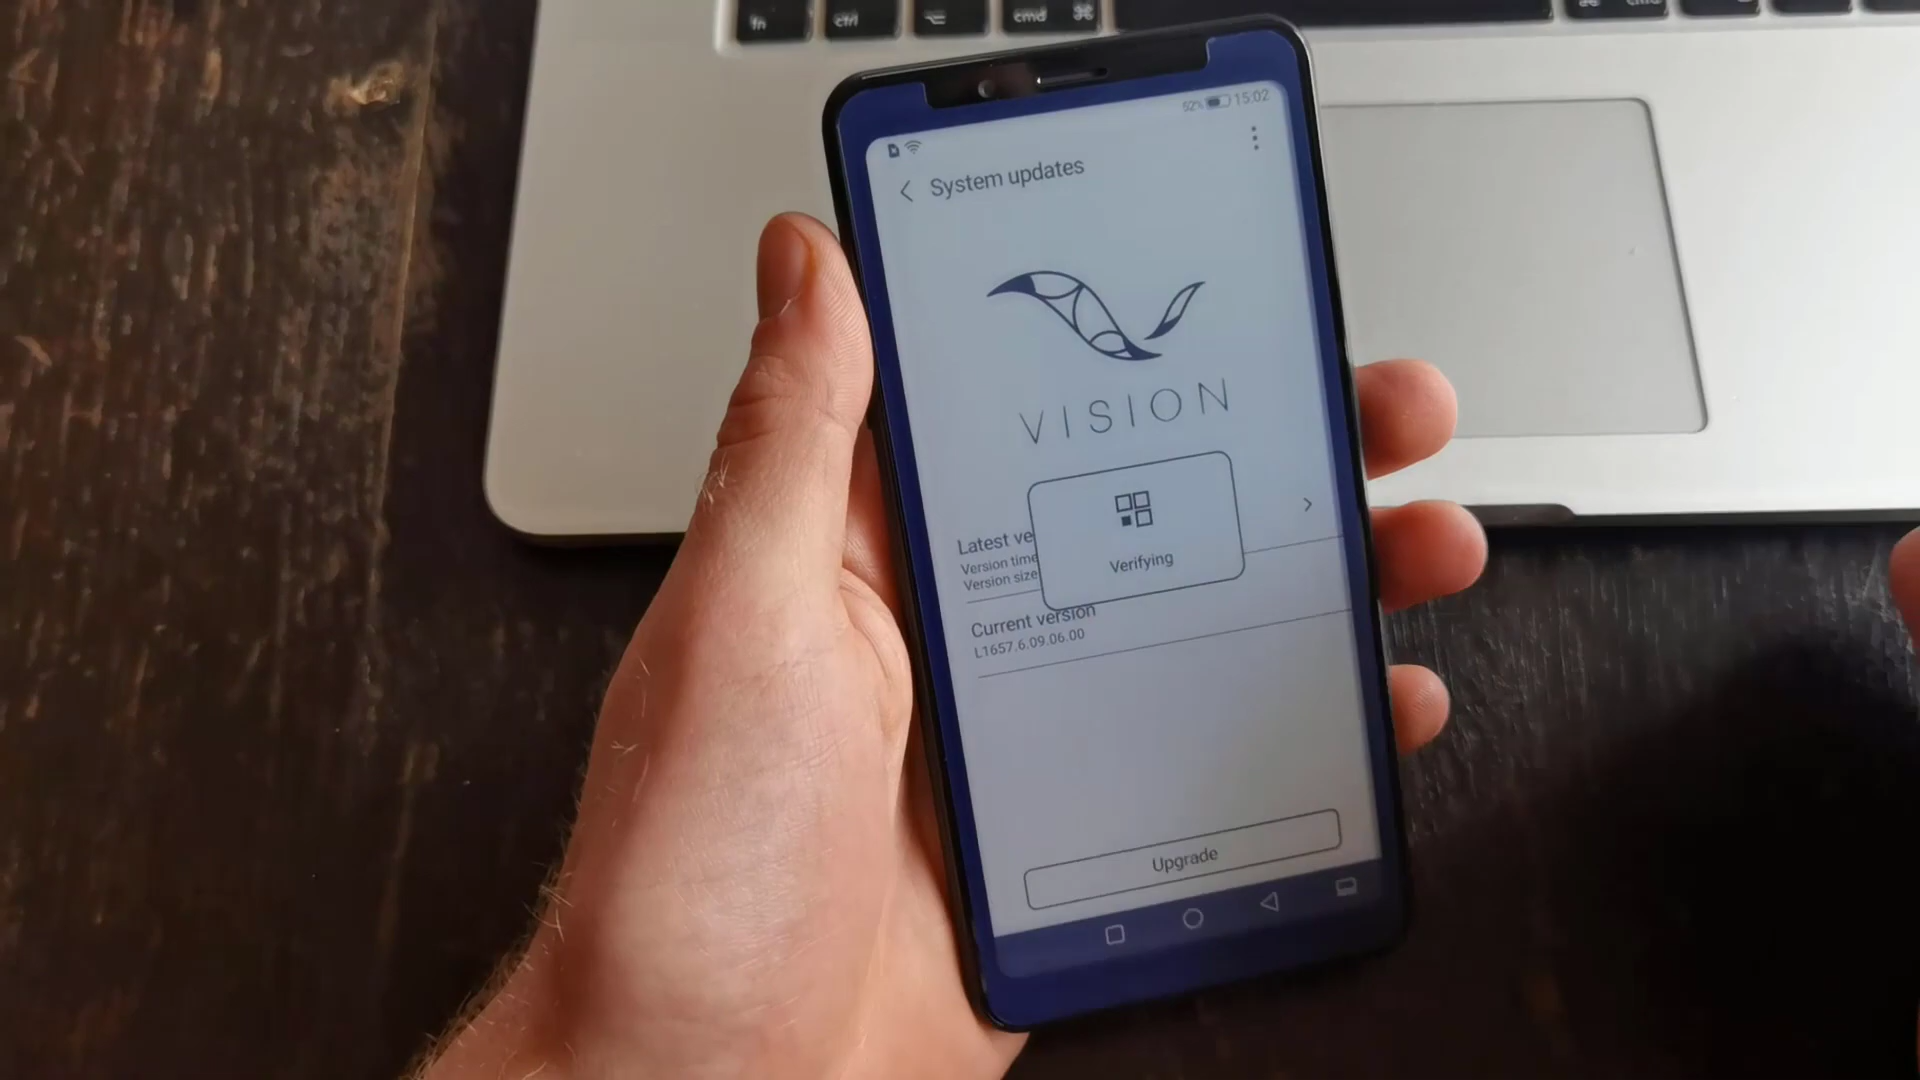 fn ctrl cmd ⌘
52% 15:02
System updates
VISION
Verifying
Latest ve
Version time
Version size
Current version
L1657.6.09.06.00
Upgrade